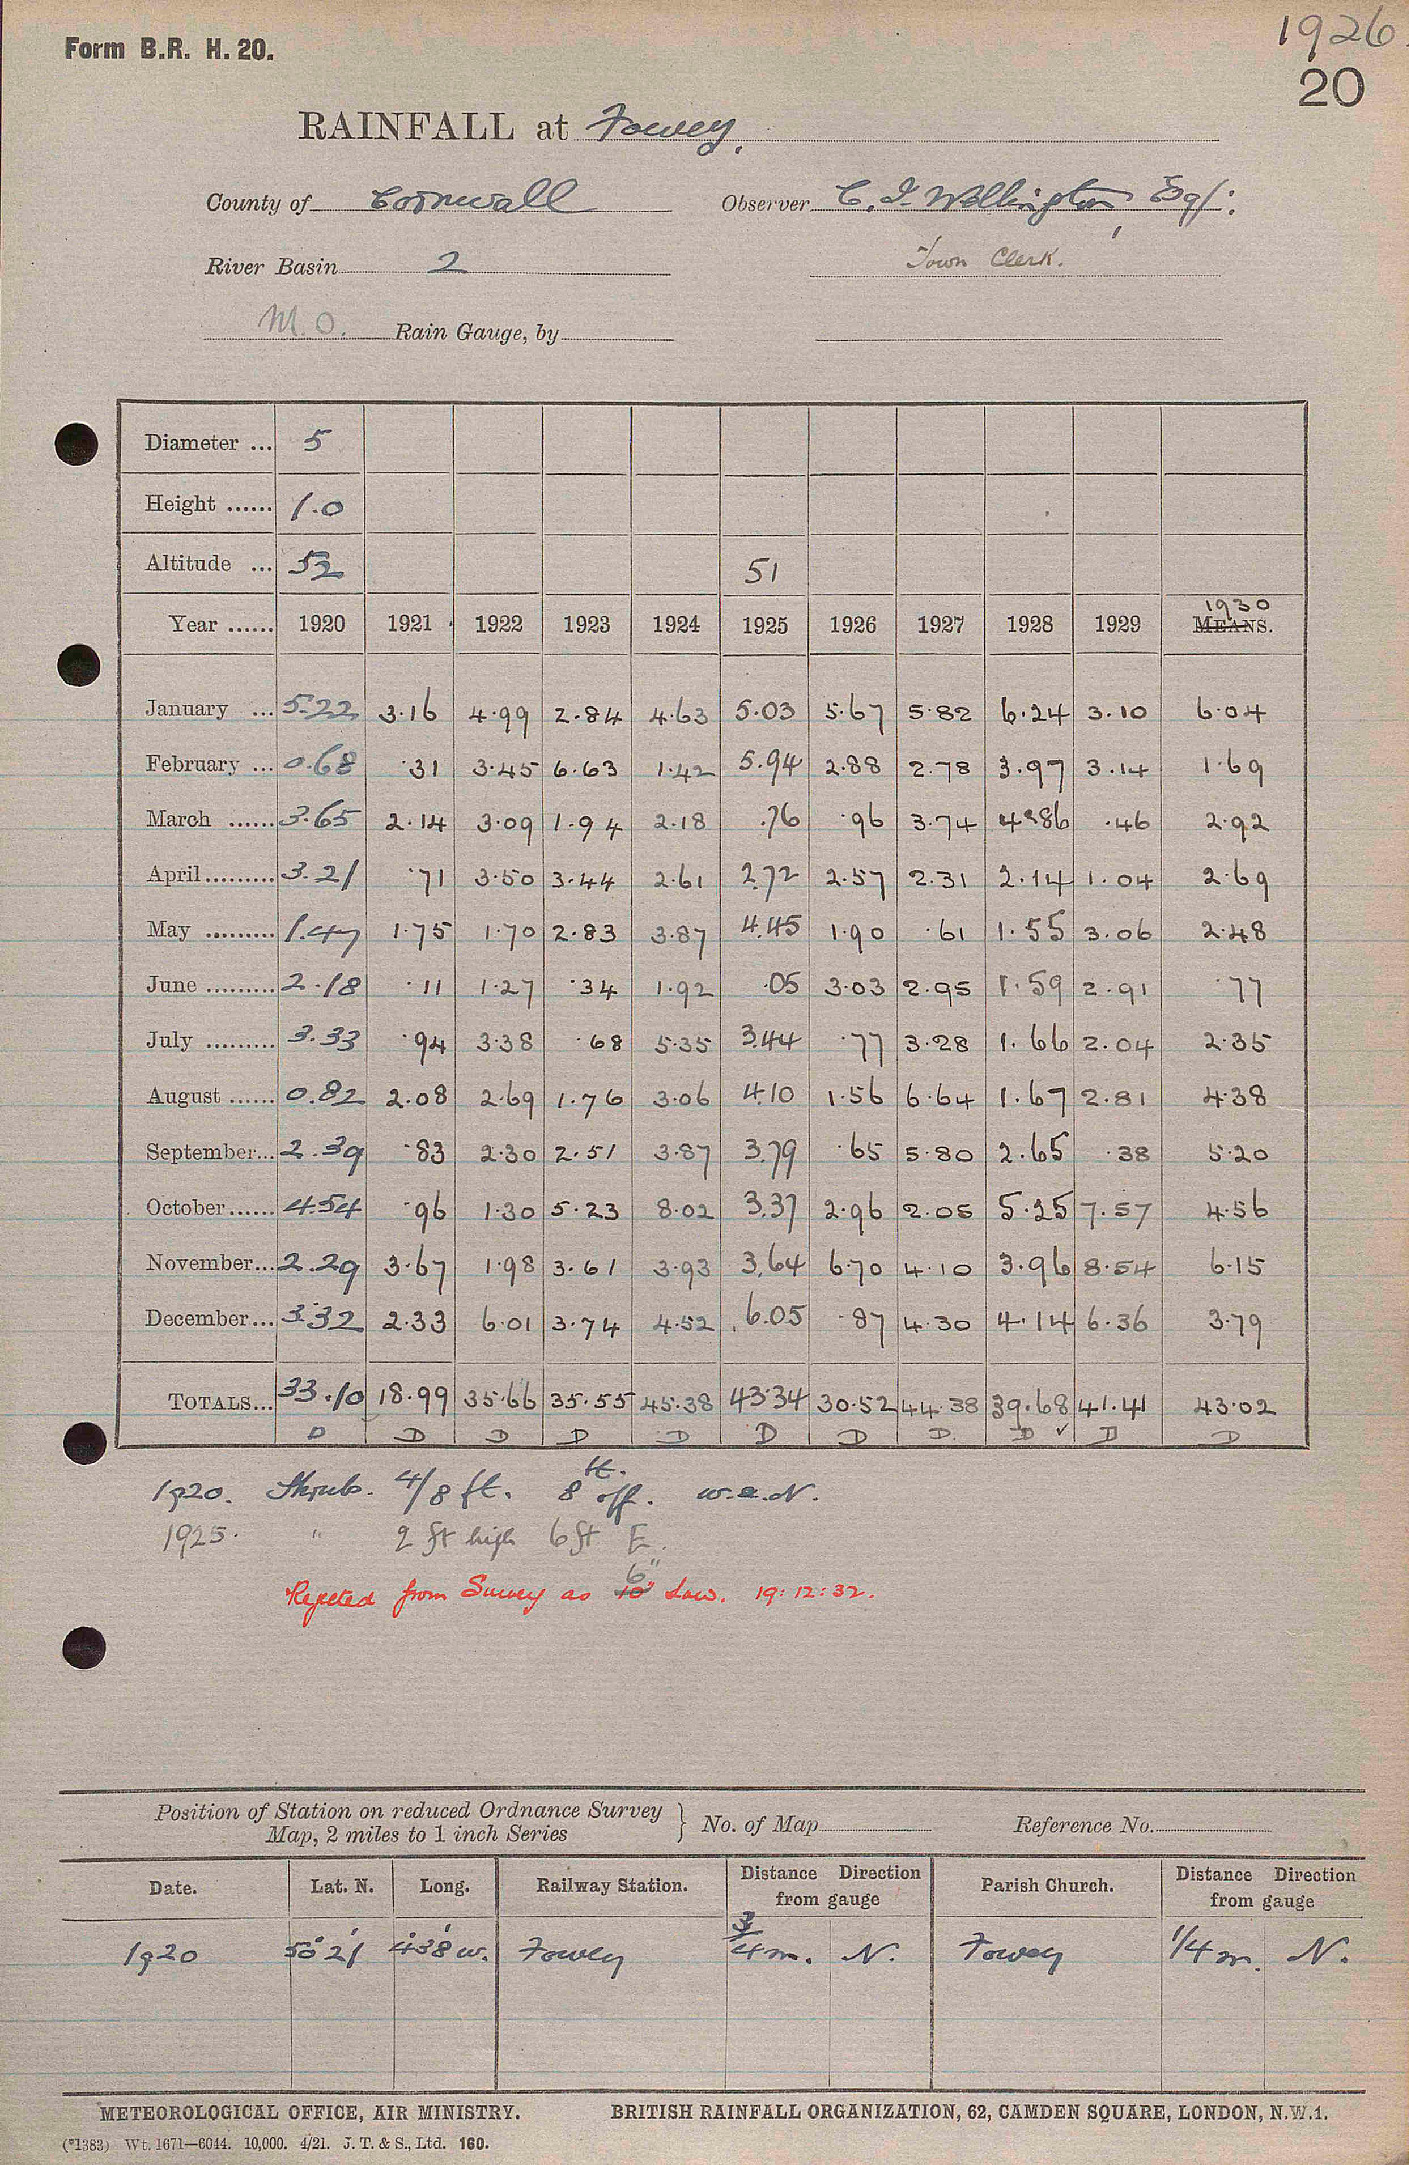 1926
Form B.R. H. 20.
20
RAINFALL at Fowey.
County of Cornwall Observer C. F. Wellington, Esq:
River Basin 2 Town Clerk.
M.O. Rain Gauge, by
Diameter ... 5
Height ...... 1.0
Altitude ... 52 51
1930
Year ...... 1920 1921 1922 1923 1924 1925 1926 1927 1928 1929 MEANS.
January ... 5.22 3.16 4.99 2.84 4.63 5.03 5.67 5.82 6.24 3.10 6.04
February ... 0.68 .31 3.45 6.63 1.42 5.94 2.88 2.78 3.97 3.14 1.69
March ...... 3.65 2.14 3.09 1.94 2.18 .76 .96 3.74 4.86 .46 2.92
April ......... 3.21 .71 3.50 3.44 2.61 2.72 2.57 2.31 2.14 1.04 2.69
May ......... 1.47 1.75 1.70 2.83 3.87 4.45 1.90 .61 1.55 3.06 2.48
June ......... 2.18 .11 1.27 .34 1.92 .05 3.03 2.95 1.59 2.91 .77
July ......... 3.33 .94 3.38 .68 5.35 3.44 .77 3.28 1.66 2.04 2.35
August ...... 0.82 2.08 2.69 1.76 3.06 4.10 1.56 6.64 1.67 2.81 4.38
September... 2.39 .83 2.30 2.51 3.87 3.79 .65 5.80 2.65 .38 5.20
October...... 4.54 .96 1.30 5.23 8.02 3.37 2.96 2.05 5.25 7.57 4.56
November... 2.29 3.67 1.98 3.61 3.93 3.64 6.70 4.10 3.96 8.54 6.15
December... 3.32 2.33 6.01 3.74 4.52 6.05 .87 4.30 4.14 6.36 3.79
TOTALS... 33.10 18.99 35.66 35.55 45.38 43.34 30.52 44.38 39.68 41.41 43.02
D D D D D D D D D ✓ D D
1920. Shrub. 4/8 ft. 8 ft. off. w.&.N.
1925. " 2 ft high 6 ft E.
6"
Rejected from Survey as 10" low. 19:12:32.
Position of Station on reduced Ordnance Survey } No. of Map Reference No.
Map, 2 miles to 1 inch Series
Date. Lat. N. Long. Railway Station. Distance Direction from gauge Parish Church. Distance Direction from gauge
1920 50°21' 4°38' w. Fowey 3/4 m. N. Fowey 1/4 m. N.
METEOROLOGICAL OFFICE, AIR MINISTRY. BRITISH RAINFALL ORGANIZATION, 62, CAMDEN SQUARE, LONDON, N.W.1.
(*1383) Wt. 1671—6044. 10,000. 4/21. J. T. & S., Ltd. 160.